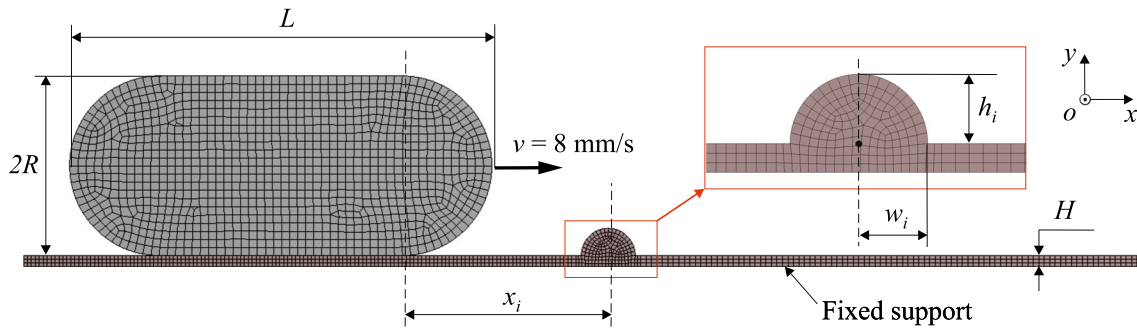 L
2R
v = 8 mm/s
x_i
h_i
w_i
y
o
x
H
Fixed support